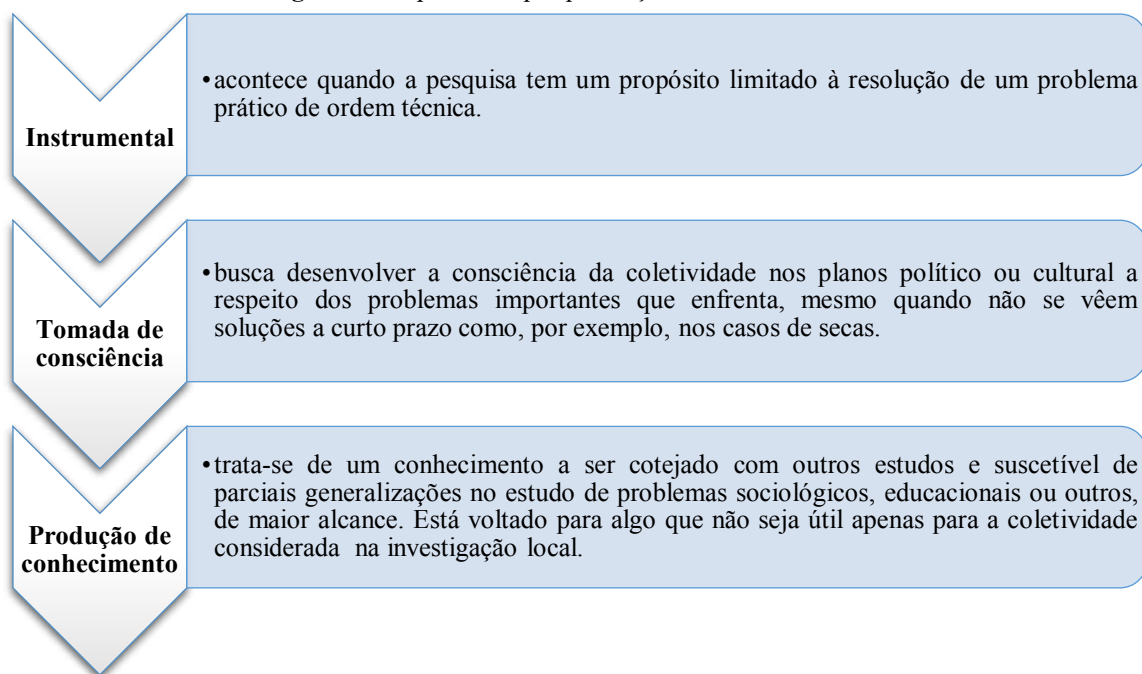 Instrumental
•acontece quando a pesquisa tem um propósito limitado à resolução de um problema
prático de ordem técnica.
Tomada de
consciência
•busca desenvolver a consciência da coletividade nos planos político ou cultural a
respeito dos problemas importantes que enfrenta, mesmo quando não se vêem
soluções a curto prazo como, por exemplo, nos casos de secas.
Produção de
conhecimento
•trata-se de um conhecimento a ser cotejado com outros estudos e suscetível de
parciais generalizações no estudo de problemas sociológicos, educacionais ou outros,
de maior alcance. Está voltado para algo que não seja útil apenas para a coletividade
considerada na investigação local.